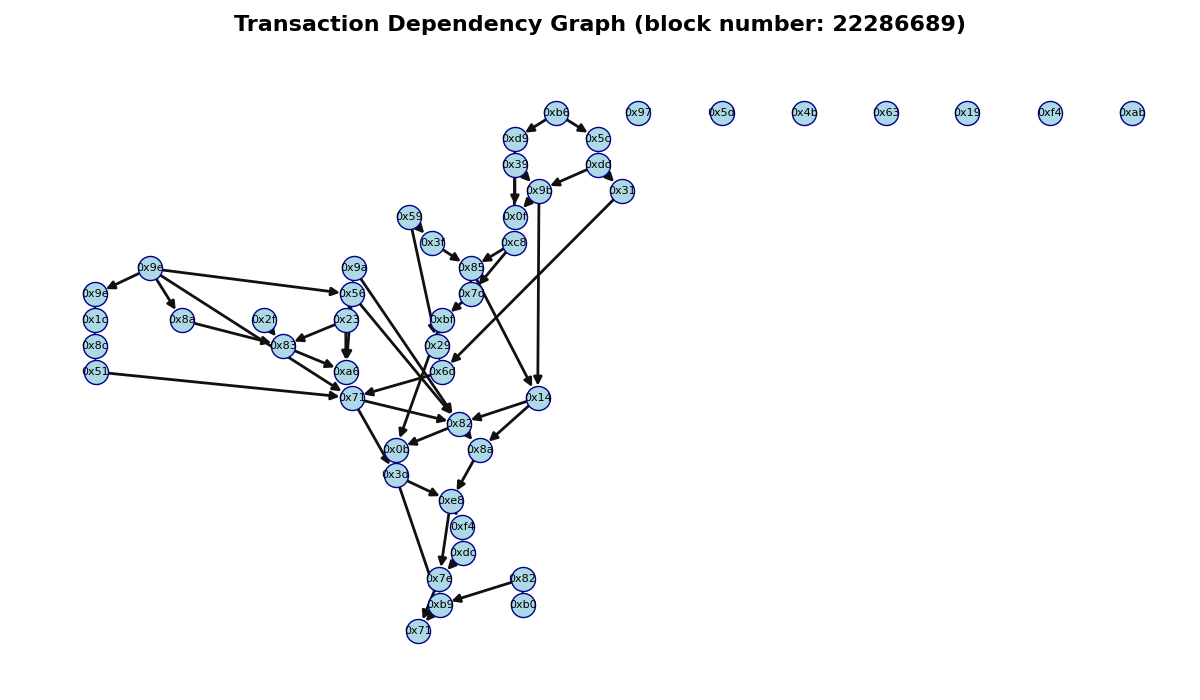 Transaction Dependency Graph (block number: 22286689)
0xb6 0x97 0x5d 0x4b 0x63 0x19 0xf4 0xab
0xd9 0x5c
0x39 0xdd
0x9b 0x31
0x59 0x0f
0x3f 0xc8
0x9e 0x9a 0x85
0x9e 0x56 0x7d
0x1c 0x8a 0x2f 0x23 0xbf
0x8c 0x83 0x29
0x51 0xa6 0x6d
0x71 0x14
0x82
0x0b 0x8a
0x3d
0xe8
0xf4
0xdc
0x7e 0x82
0xb9 0xb0
0x71